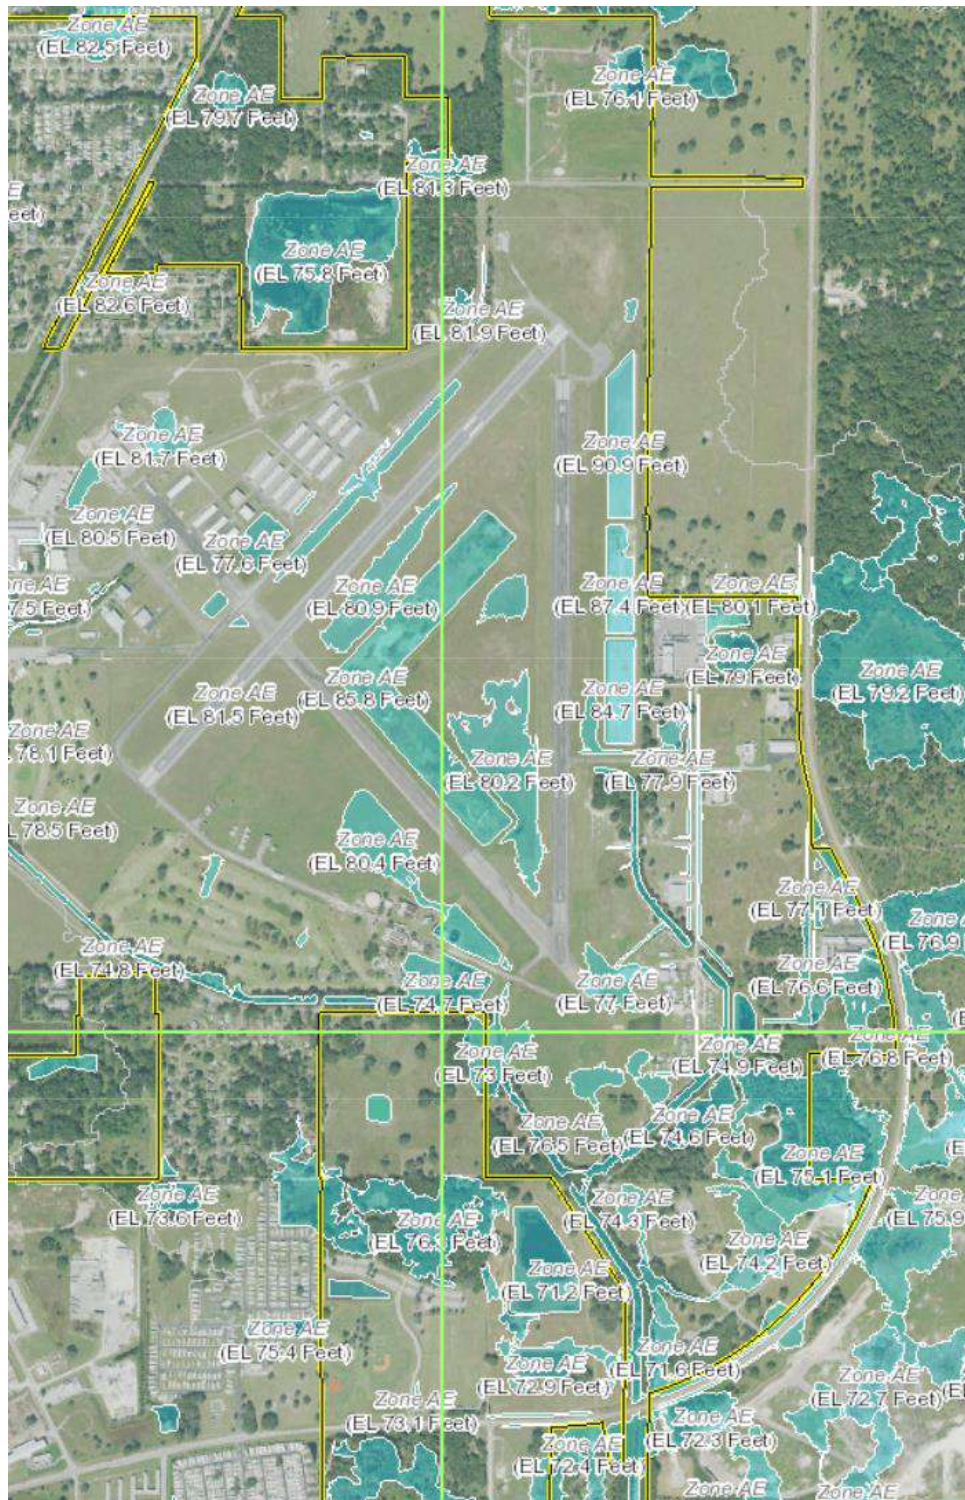 Zone AE
(EL 82.5 Feet)
Zone AE
(EL 79.7 Feet)
Zone AE
(EL 76.1 Feet)
Zone AE
(EL 81.3 Feet)
Zone AE
(EL 75.8 Feet)
Zone AE
(EL 82.6 Feet)
Zone AE
(EL 81.9 Feet)
Zone AE
(EL 81.7 Feet)
Zone AE
(EL 90.9 Feet)
Zone AE
(EL 80.5 Feet)
Zone AE
(EL 77.6 Feet)
Zone AE
(EL 80.9 Feet)
Zone AE
(EL 87.4 Feet)
Zone AE
(EL 80.1 Feet)
Zone AE
(EL 79 Feet)
Zone AE
(EL 79.2 Feet)
Zone AE
(EL 85.8 Feet)
Zone AE
(EL 81.5 Feet)
Zone AE
(EL 84.7 Feet)
Zone AE
78.1 Feet)
Zone AE
(EL 80.2 Feet)
Zone AE
(EL 77.9 Feet)
Zone AE
L 78.5 Feet)
Zone AE
(EL 80.4 Feet)
Zone AE
(EL 77.1 Feet)
Zone A
(EL 76.9
Zone AE
(EL 74.8 Feet)
Zone AE
(EL 74.7 Feet)
Zone AE
(EL 77 Feet)
Zone AE
(EL 76.6 Feet)
Zone AE
(EL 73 Feet)
Zone AE
(EL 74.9 Feet)
Zone AE
(EL 76.8 Feet)
Zone AE
(EL 76.5 Feet)
Zone AE
(EL 74.6 Feet)
Zone AE
(EL 75.1 Feet)
Zone AE
(EL 73.6 Feet)
Zone AE
(EL 74.3 Feet)
Zone
(EL 75.9
Zone AE
(EL 74.2 Feet)
Zone AE
(EL 71.2 Feet)
Zone AE
(EL 75.4 Feet)
Zone AE
(EL 72.9 Feet)
Zone AE
(EL 71.6 Feet)
Zone AE
(EL 72.7 Feet)
Zone AE
(EL 73.1 Feet)
Zone AE
(EL 72.3 Feet)
Zone AE
(EL 72.4 Feet)
Zone AE
Zone AE